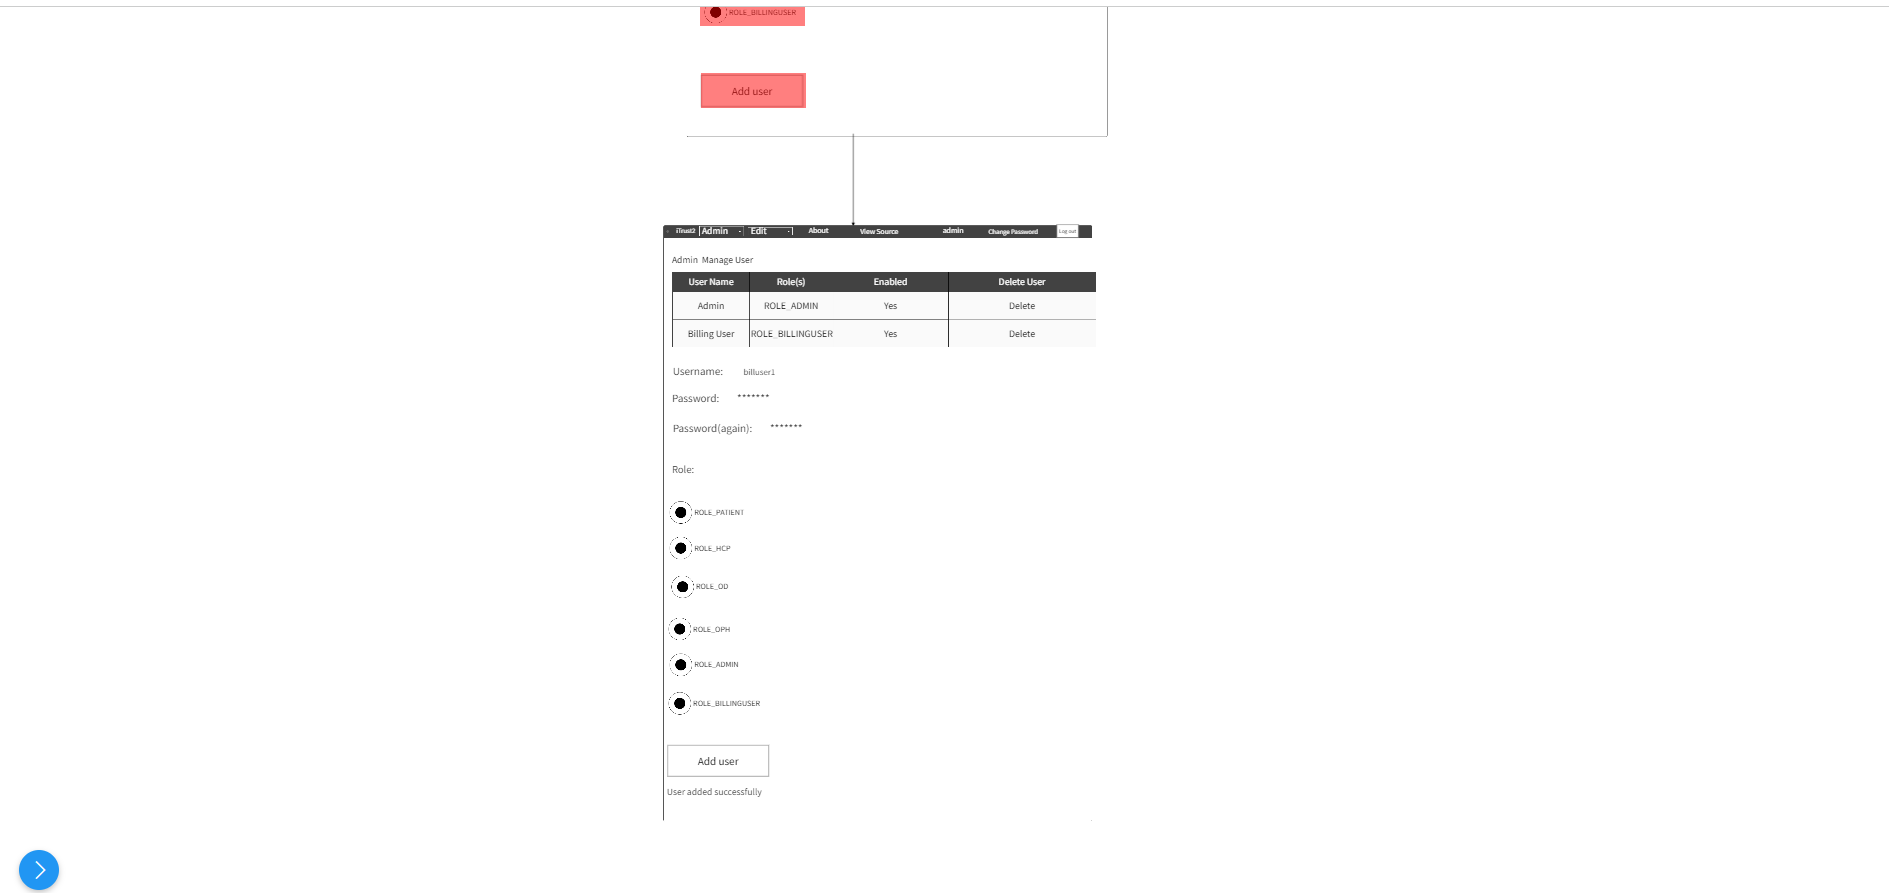 ROLE_BILLINGUSER
Add user
iTrust2 Admin Edit About View Source admin Change Password Log out
Admin Manage User
User Name Role(s) Enabled Delete User
Admin ROLE_ADMIN Yes Delete
Billing User ROLE_BILLINGUSER Yes Delete
Username: billuser1
Password: *******
Password(again): *******
Role:
ROLE_PATIENT
ROLE_HCP
ROLE_OD
ROLE_OPH
ROLE_ADMIN
ROLE_BILLINGUSER
Add user
User added successfully